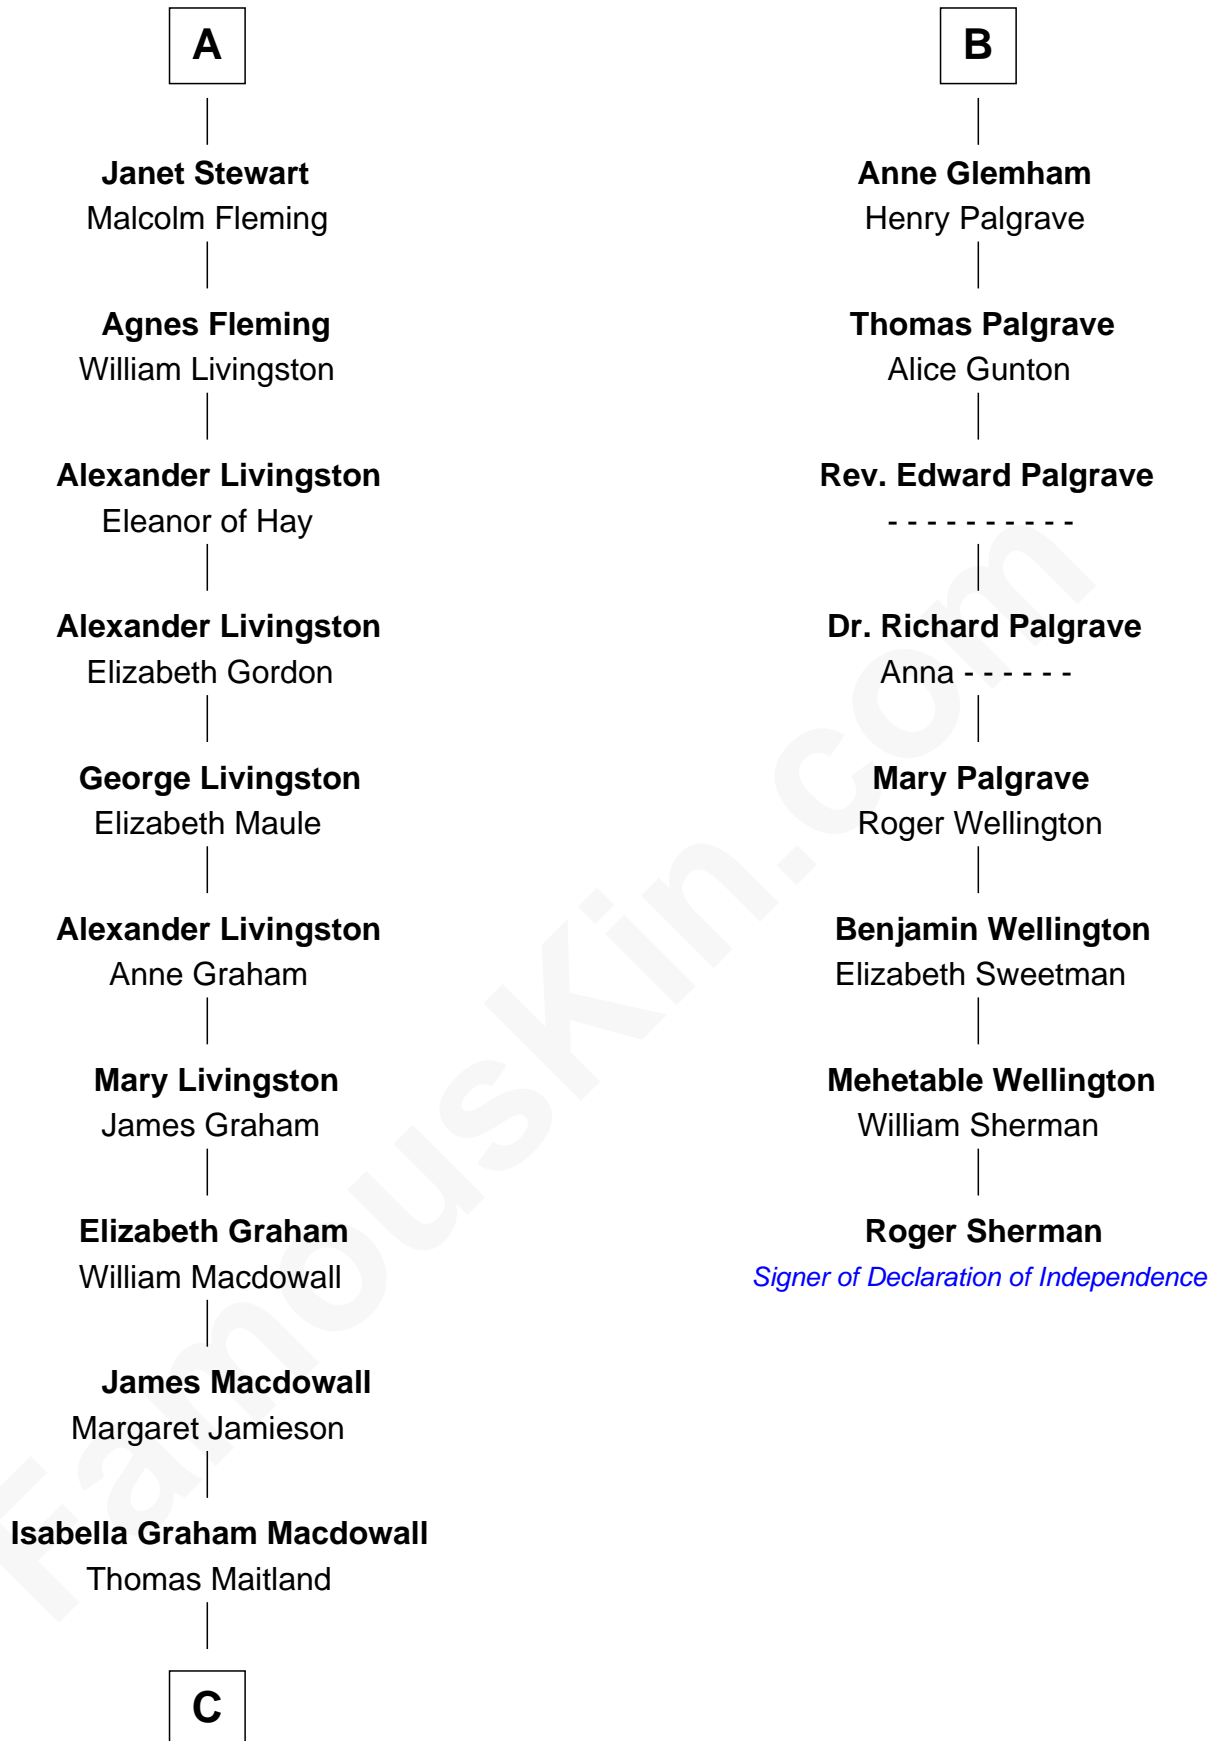 A
Janet Stewart
Malcolm Fleming
Agnes Fleming
William Livingston
Alexander Livingston
Eleanor of Hay
Alexander Livingston
Elizabeth Gordon
George Livingston
Elizabeth Maule
Alexander Livingston
Anne Graham
Mary Livingston
James Graham
Elizabeth Graham
William Macdowall
James Macdowall
Margaret Jamieson
Isabella Graham Macdowall
Thomas Maitland
C
B
Anne Glemham
Henry Palgrave
Thomas Palgrave
Alice Gunton
Rev. Edward Palgrave
- - - - - - - - - -
Dr. Richard Palgrave
Anna - - - - - -
Mary Palgrave
Roger Wellington
Benjamin Wellington
Elizabeth Sweetman
Mehetable Wellington
William Sherman
Roger Sherman
Signer of Declaration of Independence
FamousKin.com